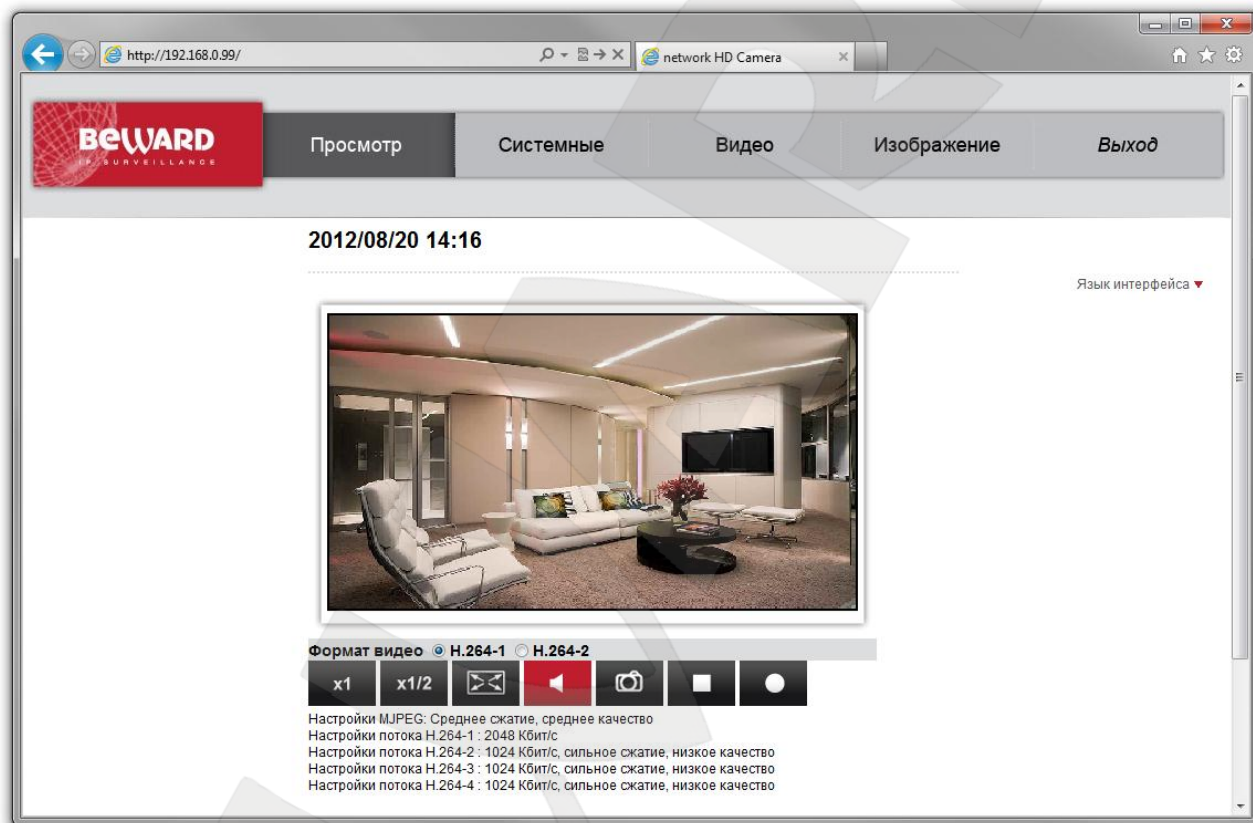 http://192.168.0.99/
network HD Camera
BEWARD
IP SURVEILLANCE
Просмотр
Системные
Видео
Изображение
Выход
2012/08/20 14:16
Язык интерфейса
Формат видео H.264-1 H.264-2
x1
x1/2
Настройки MJPEG: Среднее сжатие, среднее качество
Настройки потока H.264-1 : 2048 Кбит/с
Настройки потока H.264-2 : 1024 Кбит/с, сильное сжатие, низкое качество
Настройки потока H.264-3 : 1024 Кбит/с, сильное сжатие, низкое качество
Настройки потока H.264-4 : 1024 Кбит/с, сильное сжатие, низкое качество